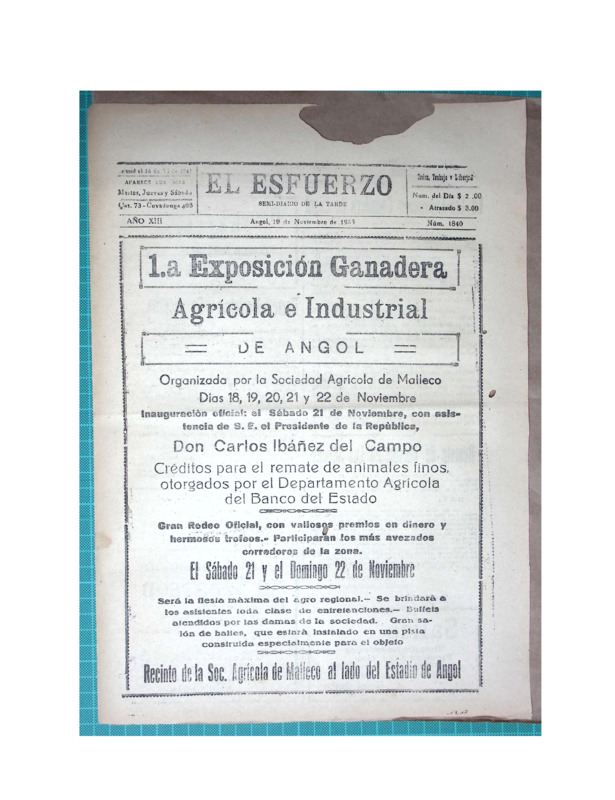 APARECE LOS DIAS
Martes, Jueves y Sábado
EL ESFUERZO
SEMI-DIARIO DE LA TARDE
Unión, Trabajo y Libertad
Num. del Día $ 2.00
" Atrasado $ 3.00
AÑO XIII
Angol, 19 de Noviembre de 1953
Núm. 1840
1.a Exposición Ganadera
Agrícola e Industrial
DE ANGOL
Organizada por la Sociedad Agrícola de Malleco
Días 18, 19, 20, 21 y 22 de Noviembre
Inauguración oficial: el Sábado 21 de Noviembre, con asis-
tencia de S. E. el Presidente de la República,
Don Carlos Ibáñez del Campo
Créditos para el remate de animales finos,
otorgados por el Departamento Agrícola
del Banco del Estado
Gran Rodeo Oficial, con valiosos premios en dinero y
hermosos trofeos.- Participarán los más avezados
corredores de la zona.
El Sábado 21 y el Domingo 22 de Noviembre
Será la fiesta máxima del agro regional.- Se brindará a
los asistentes toda clase de entretenciones.- Buffets
atendidos por las damas de la sociedad. Gran sa-
lón de bailes, que estará instalado en una pista
construida especialmente para el objeto
Recinto de la Soc. Agrícola de Malleco al lado del Estadio de Angol